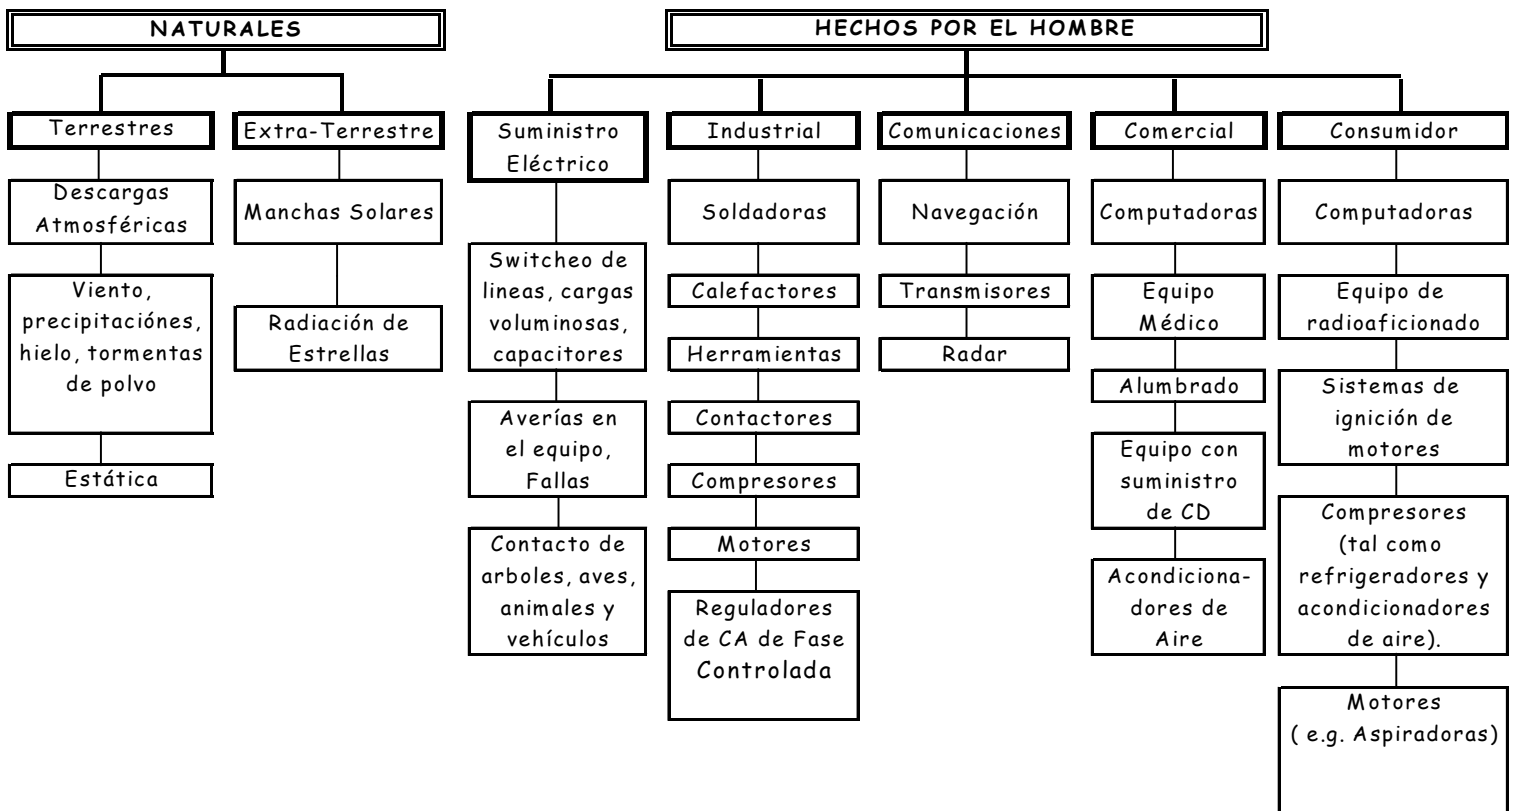 NATURALES
Terrestres
Descargas
Atmosféricas
Viento,
precipitaciónes,
hielo, tormentas
de polvo
Estática
Extra-Terrestre
Manchas Solares
Radiación de
Estrellas
HECHOS POR EL HOMBRE
Suministro
Eléctrico
Switcheo de
lineas, cargas
voluminosas,
capacitores
Averías en
el equipo,
Fallas
Contacto de
arboles, aves,
animales y
vehículos
Industrial
Soldadoras
Calefactores
Herramientas
Contactores
Compresores
Motores
Reguladores
de CA de Fase
Controlada
Comunicaciones
Navegación
Transmisores
Radar
Comercial
Computadoras
Equipo
Médico
Alumbrado
Equipo con
suministro
de CD
Acondiciona-
dores de
Aire
Consumidor
Computadoras
Equipo de
radioaficionado
Sistemas de
ignición de
motores
Compresores
(tal como
refrigeradores y
acondicionadores
de aire).
Motores
( e.g. Aspiradoras)